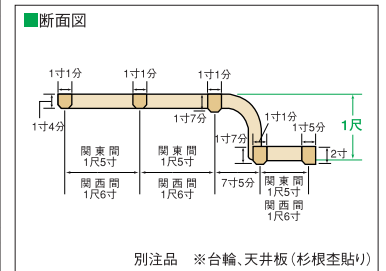 ■断面図
1寸1分 1寸1分 1寸1分
1寸4分
1寸7分
1寸1分
1寸7分 1寸5分
1尺
2寸
関東間 関東間
1尺5寸 1尺5寸
関西間 関西間
1尺6寸 1尺6寸
7寸5分
関東間
1尺5寸
関西間
1尺6寸
別注品 ※台輪、天井板(杉根杢貼り)